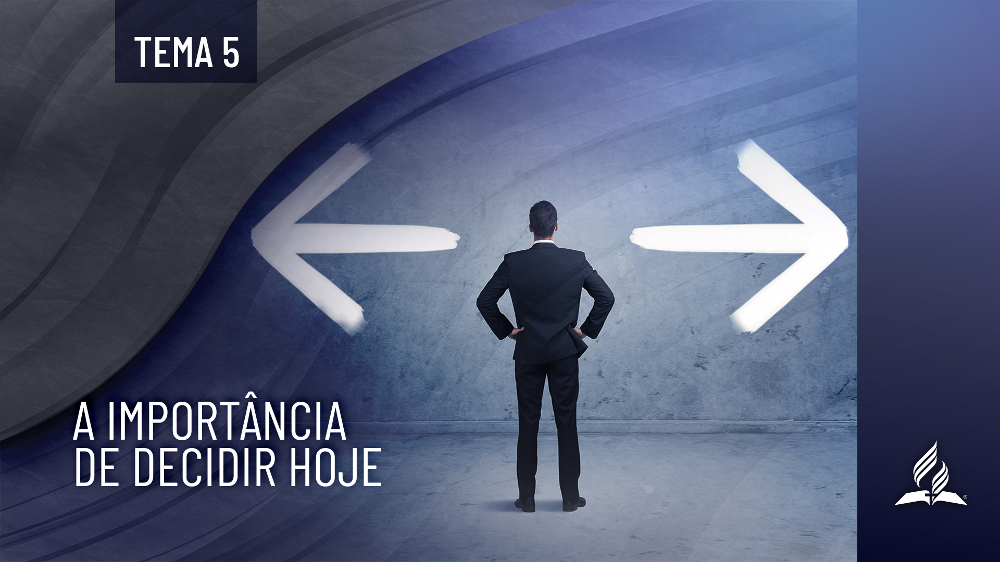 TEMA 5
A IMPORTÂNCIA
DE DECIDIR HOJE
®